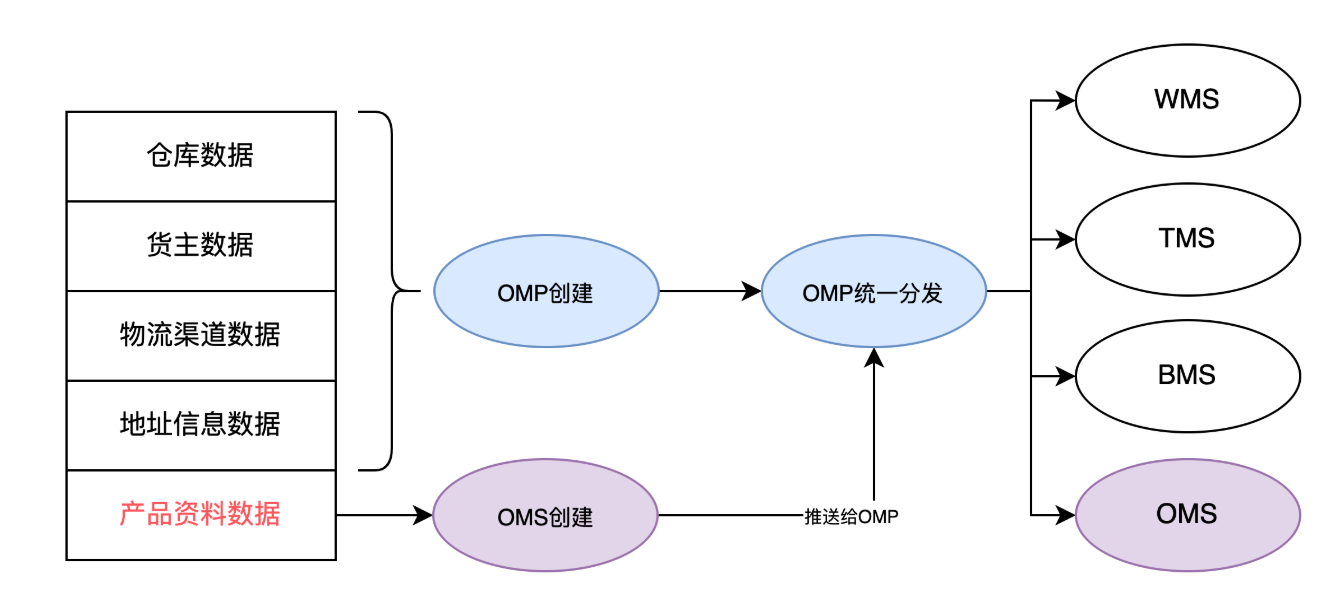 仓库数据
货主数据
物流渠道数据
地址信息数据
产品资料数据
OMP创建
OMS创建
OMP统一分发
推送给OMP
WMS
TMS
BMS
OMS